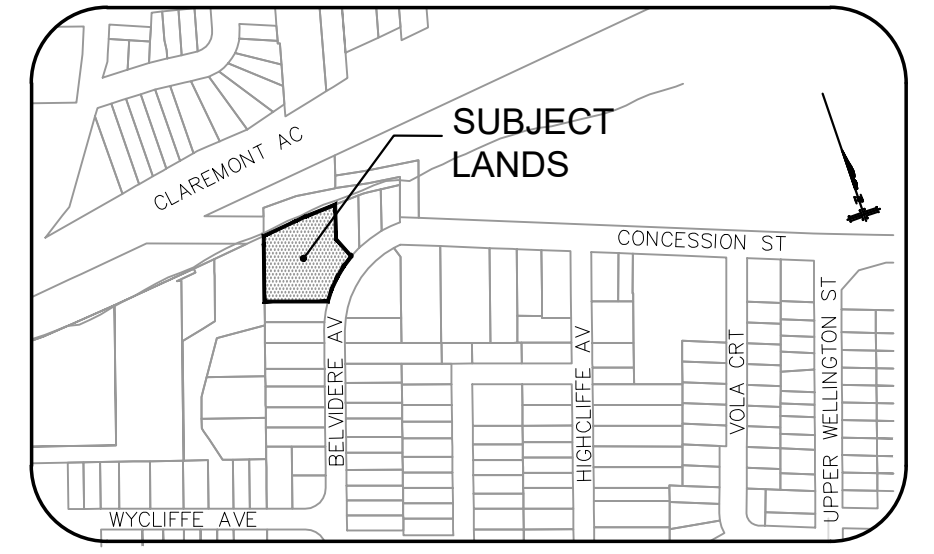 SUBJECT
LANDS
CLAREMONT AC
CONCESSION ST
BELVIDERE AV
HIGHCLIFFE AV
VOLA CRT
UPPER WELLINGTON ST
WYCLIFFE AVE